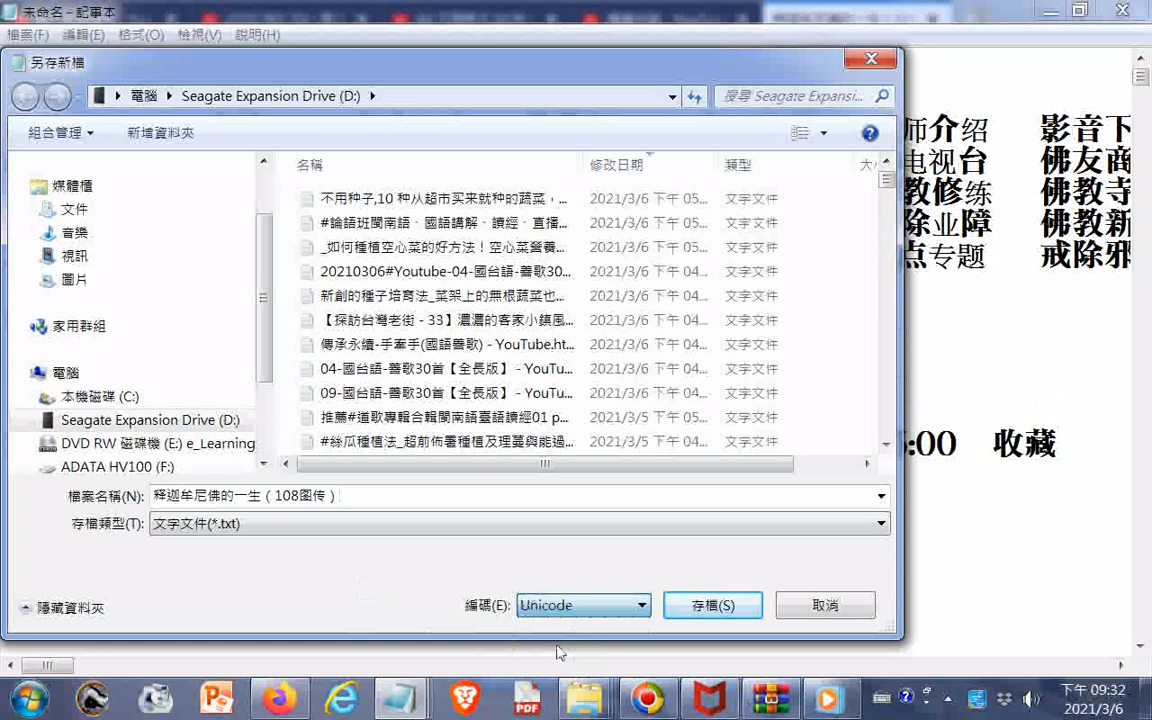 未命名 - 記事本
檔案(F) 編輯(E) 格式(O) 檢視(V) 說明(H)
另存新檔
電腦 Seagate Expansion Drive (D:) 搜尋 Seagate Expansi...
組合管理 新增資料夾
媒體櫃
文件
音樂
視訊
圖片
家用群組
電腦
本機磁碟 (C:)
Seagate Expansion Drive (D:)
DVD RW 磁碟機 (E:) e_Learning
ADATA HV100 (F:)
名稱 修改日期 類型 大小
不用种子,10 种从超市买来就种的蔬菜，... 2021/3/6 下午 05... 文字文件
#論語班閩南語、國語講解、讀經、直播... 2021/3/6 下午 05... 文字文件
_如何種植空心菜的好方法！空心菜營養... 2021/3/6 下午 05... 文字文件
20210306#Youtube-04-國台語-善歌30... 2021/3/6 下午 04... 文字文件
新創的種子培育法_菜架上的無根蔬菜也... 2021/3/6 下午 04... 文字文件
【探訪台灣老街 - 33】濃濃的客家小鎮風... 2021/3/6 下午 04... 文字文件
傳承永續-手牽手(國語善歌) - YouTube.ht... 2021/3/6 下午 04... 文字文件
04-國台語-善歌30首【全長版】 - YouTu... 2021/3/6 下午 04... 文字文件
09-國台語-善歌30首【全長版】 - YouTu... 2021/3/6 下午 04... 文字文件
推薦#道歌專輯合輯閩南語臺語讀經01 p... 2021/3/5 下午 05... 文字文件
#絲瓜種植法_超前佈署種植及理蔓與能過... 2021/3/5 下午 04... 文字文件
檔案名稱(N): 释迦牟尼佛的一生（108图传）
存檔類型(T): 文字文件(*.txt)
隱藏資料夾 編碼(E): Unicode 存檔(S) 取消
师介绍 影音下
电视台 佛友商
教修练 佛教寺
除业障 佛教新
点专题 戒除邪
:00 收藏
下午 09:32
2021/3/6